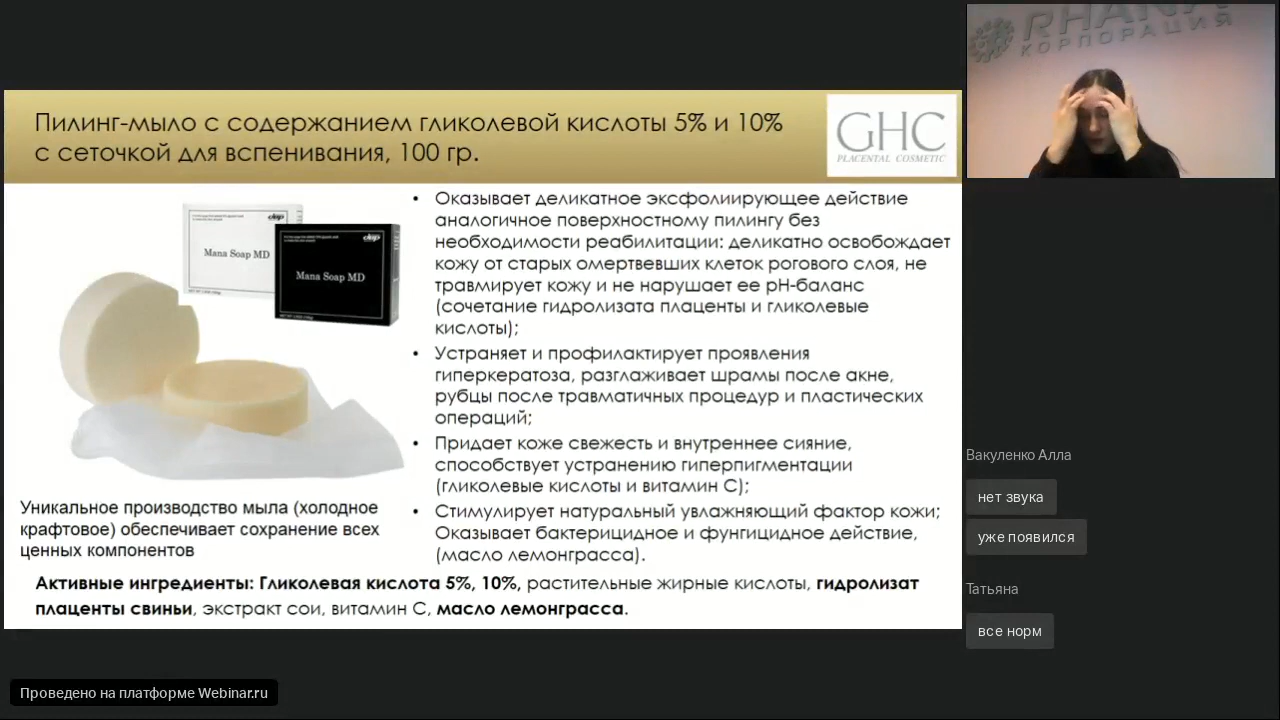 RHANA
КОРПОРАЦИЯ
Пилинг-мыло с содержанием гликолевой кислоты 5% и 10%
с сеточкой для вспенивания, 100 гр.
GHC
PLACENTAL COSMETIC
Mana Soap MD
Mana Soap MD
• Оказывает деликатное эксфолиирующее действие
аналогичное поверхностному пилингу без
необходимости реабилитации: деликатно освобождает
кожу от старых омертвевших клеток рогового слоя, не
травмирует кожу и не нарушает ее pH-баланс
(сочетание гидролизата плаценты и гликолевые
кислоты);
• Устраняет и профилактирует проявления
гиперкератоза, разглаживает шрамы после акне,
рубцы после травматичных процедур и пластических
операций;
• Придает коже свежесть и внутреннее сияние,
способствует устранению гиперпигментации
(гликолевые кислоты и витамин С);
• Стимулирует натуральный увлажняющий фактор кожи;
Оказывает бактерицидное и фунгицидное действие,
(масло лемонграсса).
Уникальное производство мыла (холодное
крафтовое) обеспечивает сохранение всех
ценных компонентов
Активные ингредиенты: Гликолевая кислота 5%, 10%, растительные жирные кислоты, гидролизат
плаценты свиньи, экстракт сои, витамин С, масло лемонграсса.
Вакуленко Алла
нет звука
уже появился
Татьяна
все норм
Проведено на платформе Webinar.ru